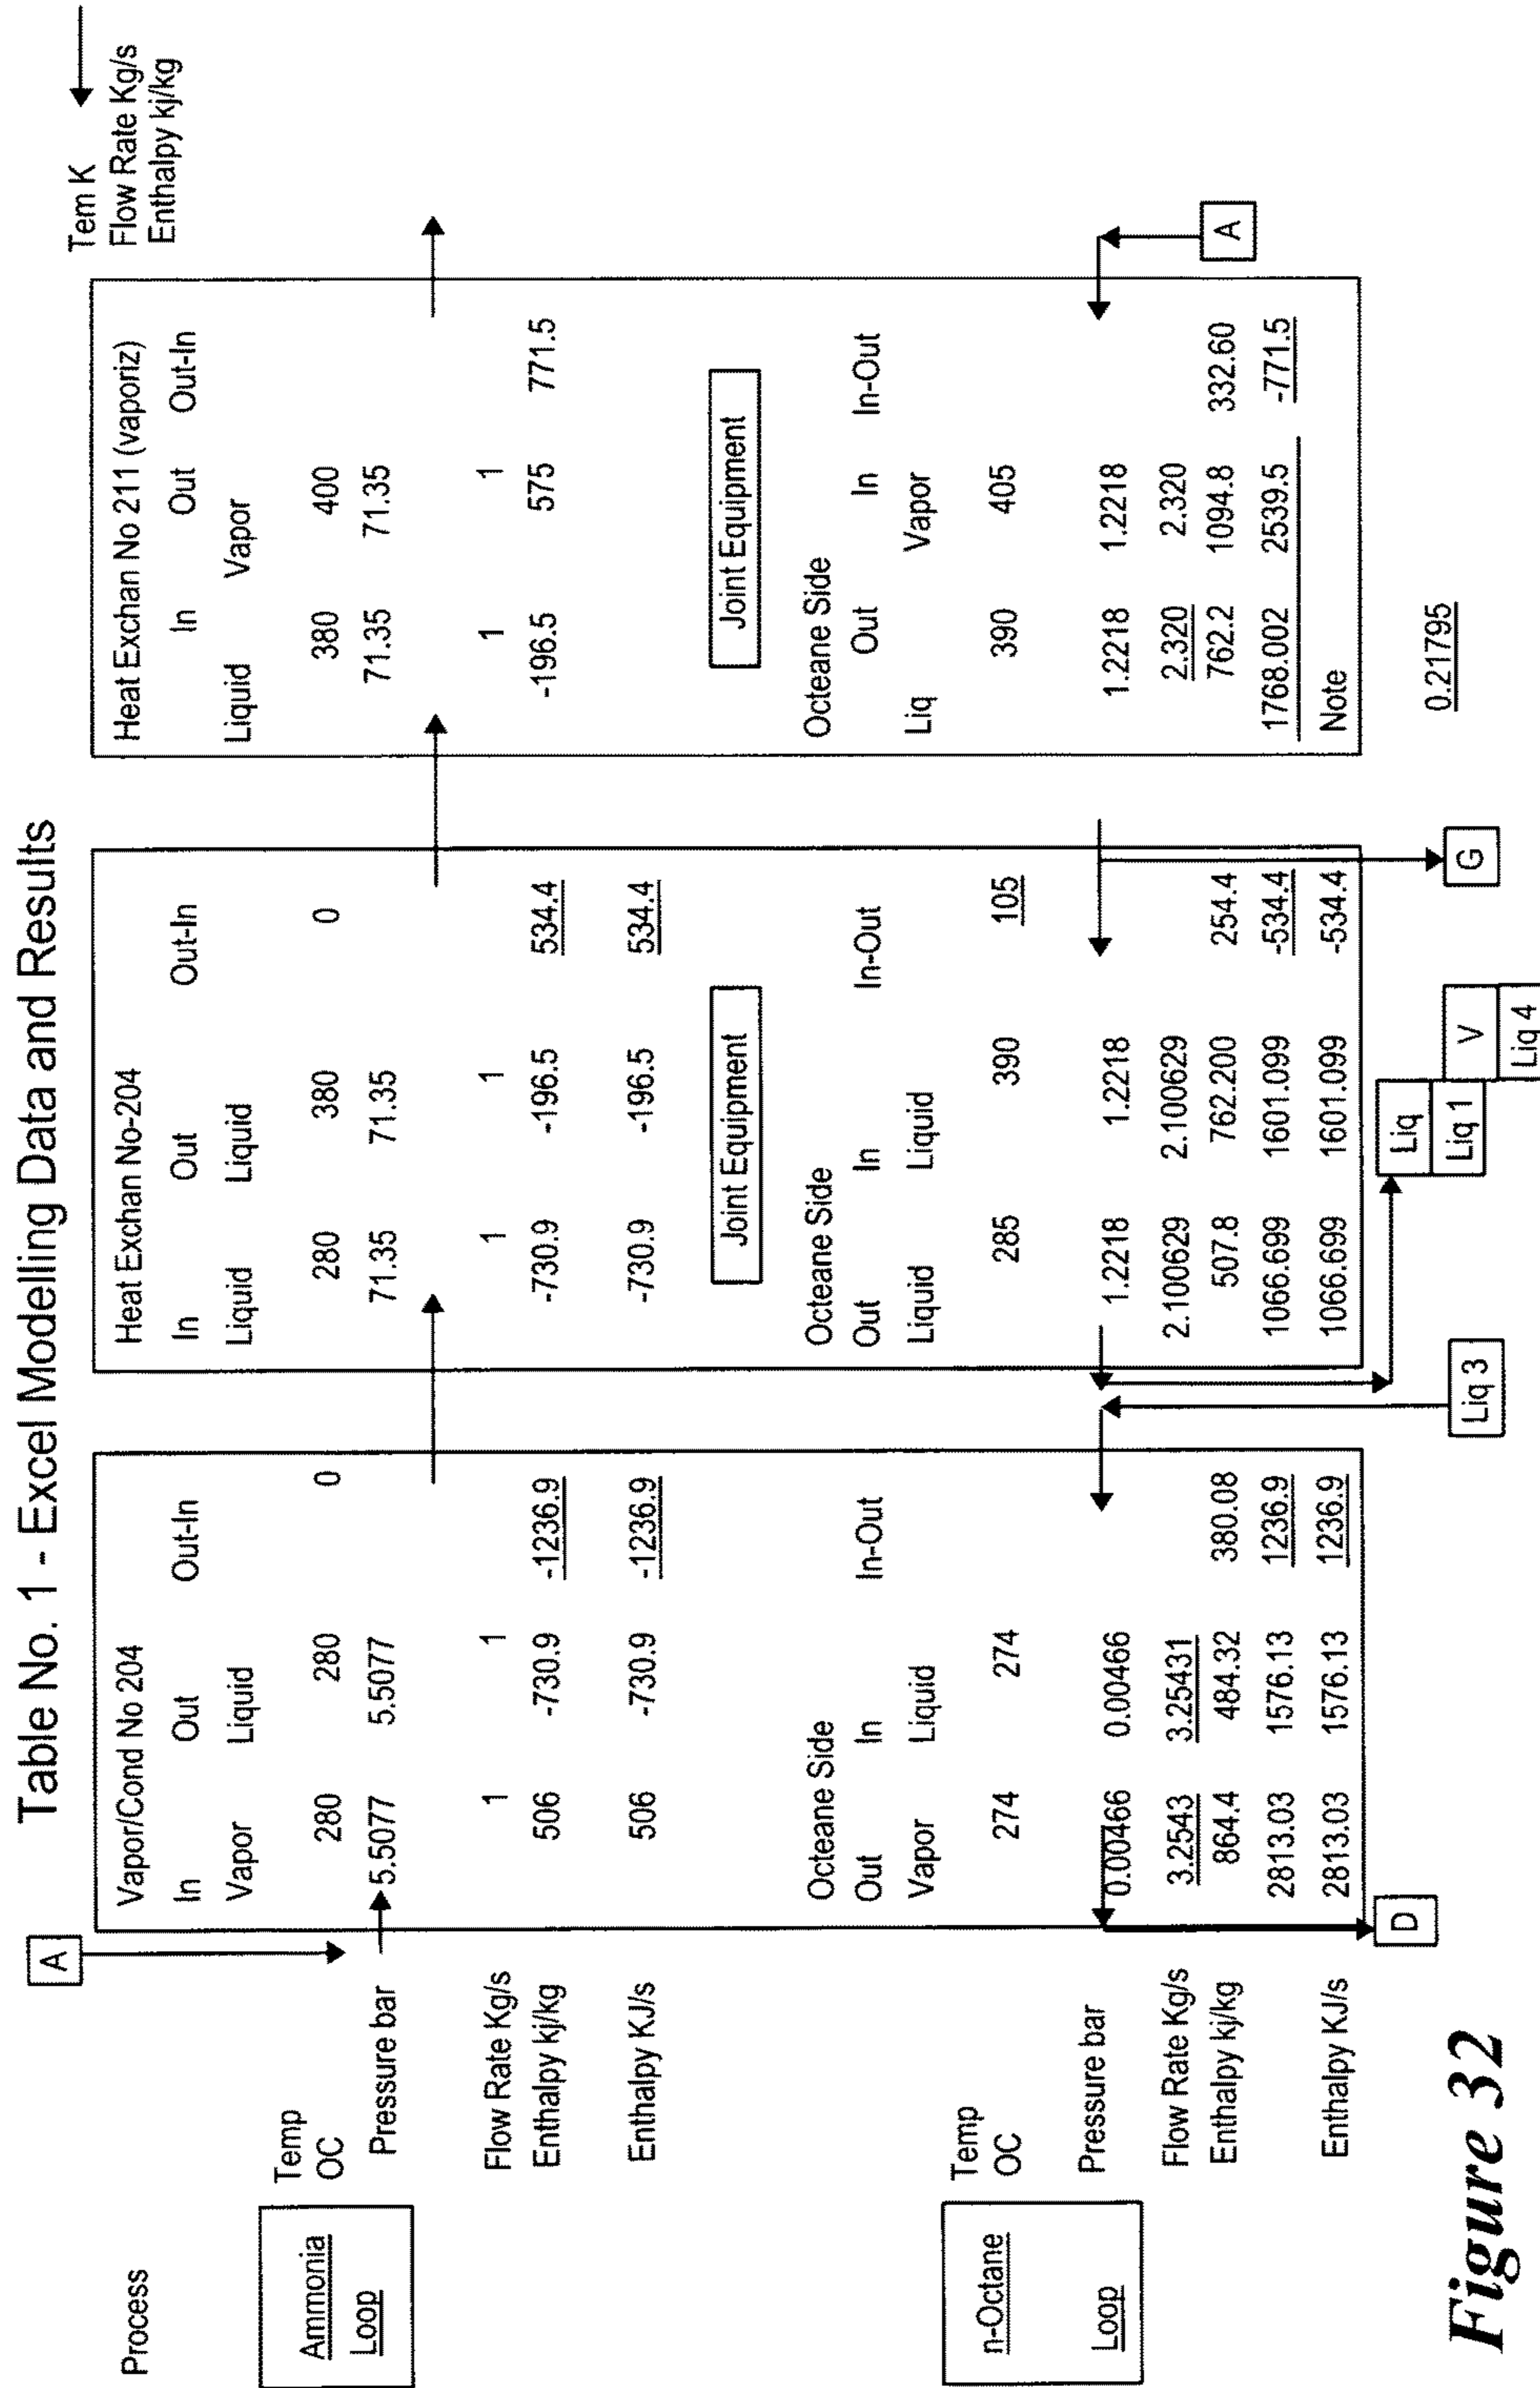 Table No. 1 - Excel Modelling Data and Results
Tem K
Flow Rate Kg/s
Enthalpy kj/kg
Process
A
Vapor/Cond No 204
In Out Out-In
Vapor Liquid
Heat Exchan No-204
In Out Out-In
Liquid Liquid
Heat Exchan No 211 (vaporiz)
In Out Out-In
Liquid Vapor
Ammonia
Loop
Temp
OC
280 280 0 280 380 0 380 400
Pressure bar 5.5077 5.5077 71.35 71.35 71.35 71.35
Flow Rate Kg/s 1 1 1 1 1 1
Enthalpy kj/kg 506 -730.9 -1236.9 -730.9 -196.5 534.4 -196.5 575 771.5
Enthalpy KJ/s 506 -730.9 -1236.9 -730.9 -196.5 534.4
Joint Equipment
Joint Equipment
Octeane Side
Out In In-Out
Vapor Liquid
Octeane Side
Out In In-Out
Liquid Liquid
Octeane Side
Out In In-Out
Liq Vapor
n-Octane
Loop
Temp
OC
274 274 285 390 105 390 405
Pressure bar 0.00466 0.00466 1.2218 1.2218 1.2218 1.2218
Flow Rate Kg/s 3.2543 3.25431 2.100629 2.100629 2.320 2.320
Enthalpy kj/kg 864.4 484.32 380.08 507.8 762.200 254.4 762.2 1094.8 332.60
2813.03 1576.13 1236.9 1066.699 1601.099 -534.4 1768.002 2539.5 -771.5
Enthalpy KJ/s 2813.03 1576.13 1236.9 1066.699 1601.099 -534.4 Note
A
D
Liq 3
Liq
Liq 1
V
Liq 4
G
0.21795
Figure 32